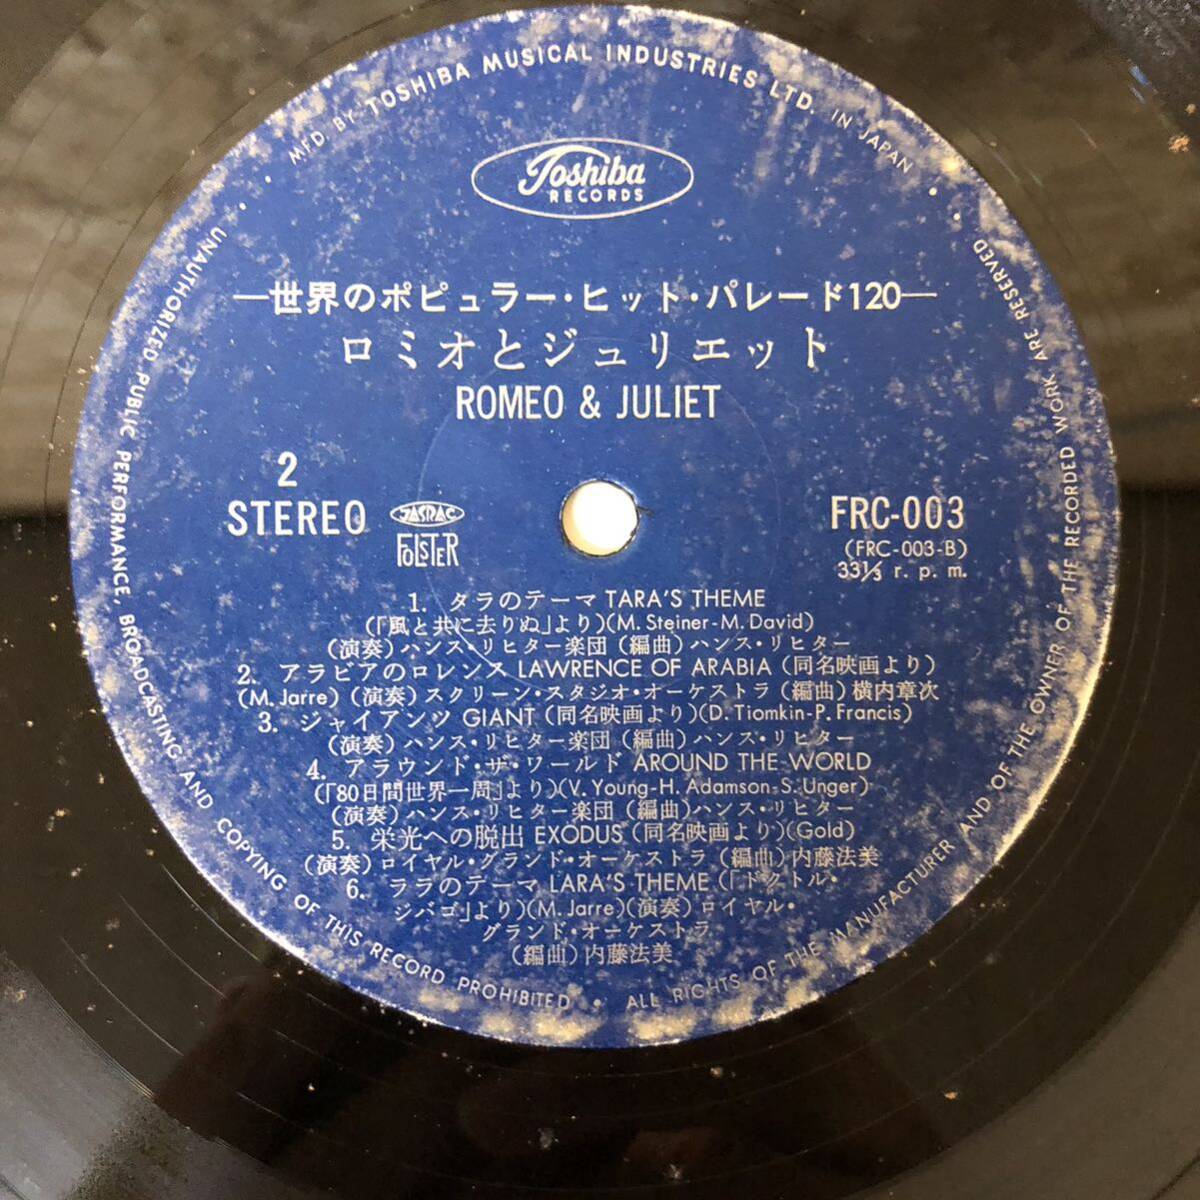 MFD BY TOSHIBA MUSICAL INDUSTRIES LTD. IN JAPAN •
Toshiba
RECORDS
—世界のポピュラー・ヒット・パレード120—
ロミオとジュリエット
ROMEO & JULIET
2
STEREO
JASRAC
FOLSTER
FRC-003
(FRC-003-B)
33⅓ r. p. m.
1. タラのテーマ TARA'S THEME
(「風と共に去りぬ」より)(M. Steiner-M. David)
(演奏) ハンス・リヒター楽団 (編曲) ハンス・リヒター
2. アラビアのロレンス LAWRENCE OF ARABIA (同名映画より)
(M. Jarre) (演奏) スクリーン・スタジオ・オーケストラ (編曲) 横内章次
3. ジャイアンツ GIANT (同名映画より)(D. Tiomkin-P. Francis)
(演奏) ハンス・リヒター楽団 (編曲) ハンス・リヒター
4. アラウンド・ザ・ワールド AROUND THE WORLD
(「80日間世界一周」より)(V. Young-H. Adamson-S. Unger)
(演奏) ハンス・リヒター楽団 (編曲) ハンス・リヒター
5. 栄光への脱出 EXODUS (同名映画より)(Gold)
(演奏) ロイヤル・グランド・オーケストラ (編曲) 内藤法美
6. ララのテーマ LARA'S THEME (「ドクトル・
ジバゴ」より)(M. Jarre)(演奏) ロイヤル・
グランド・オーケストラ
(編曲) 内藤法美
UNAUTHORIZED PUBLIC PERFORMANCE, BROADCASTING AND COPYING OF THIS RECORD PROHIBITED • ALL RIGHTS OF THE MANUFACTURER AND OF THE OWNER OF THE RECORDED WORK ARE RESERVED •